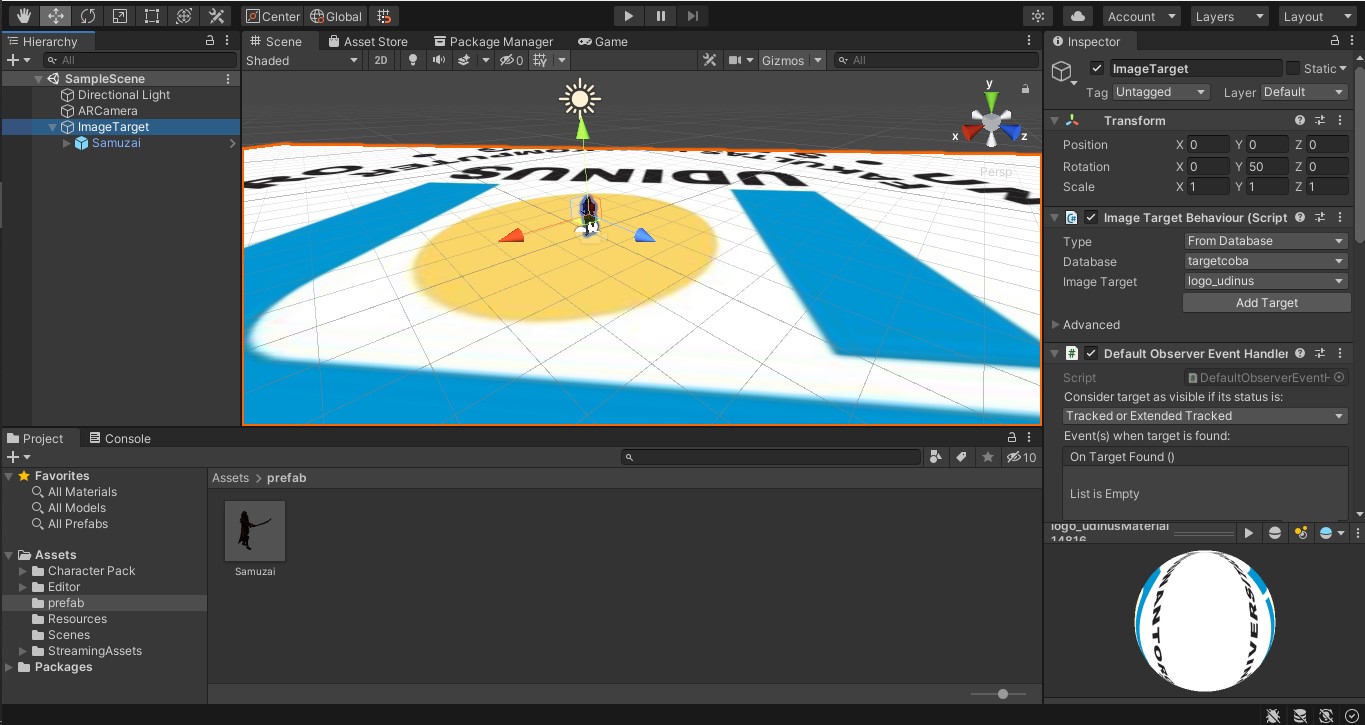 Center
Global
Account
Layers
Layout
Hierarchy
All
SampleScene
Directional Light
ARCamera
ImageTarget
Samuzai
Scene
Asset Store
Package Manager
Game
Shaded
2D
0
Gizmos
All
y
x
z
Persp
UDINUS
FAKULTAS
Inspector
ImageTarget
Static
Tag
Untagged
Layer
Default
Transform
Position X 0 Y 0 Z 0
Rotation X 0 Y 50 Z 0
Scale X 1 Y 1 Z 1
Image Target Behaviour (Script
Type From Database
Database targetcoba
Image Target logo_udinus
Add Target
Advanced
Default Observer Event Handler
Script DefaultObserverEventH
Consider target as visible if its status is:
Tracked or Extended Tracked
Event(s) when target is found:
On Target Found ()
List is Empty
logo_udinusMaterial
14816
Project
Console
10
Favorites
All Materials
All Models
All Prefabs
Assets
Character Pack
Editor
prefab
Resources
Scenes
StreamingAssets
Packages
Assets > prefab
Samuzai